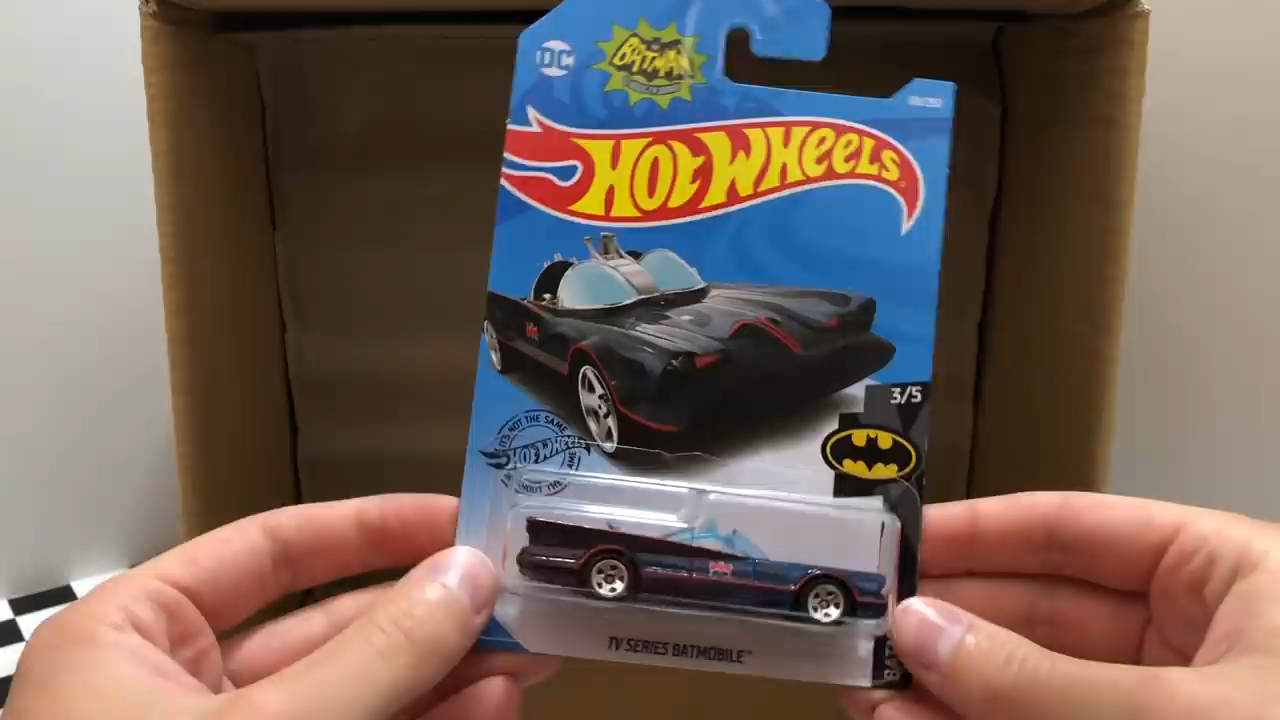 DC
BATMAN
HOT WHEELS
3/5
IT'S NOT THE SAME
HOT WHEELS
TV SERIES BATMOBILE™